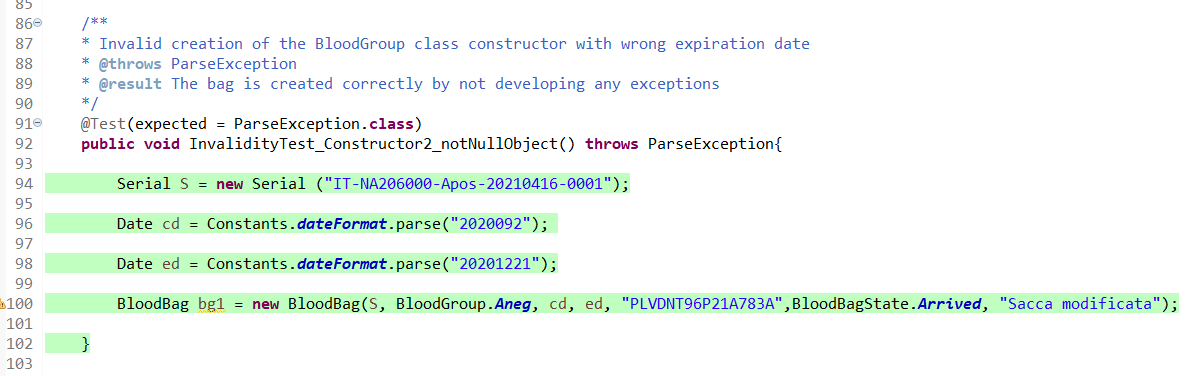 85
86 /**
87 * Invalid creation of the BloodGroup class constructor with wrong expiration date
88 * @throws ParseException
89 * @result The bag is created correctly by not developing any exceptions
90 */
91 @Test(expected = ParseException.class)
92 public void InvalidityTest_Constructor2_notNullObject() throws ParseException{
93
94 Serial S = new Serial ("IT-NA206000-Apos-20210416-0001");
95
96 Date cd = Constants.dateFormat.parse("2020092");
97
98 Date ed = Constants.dateFormat.parse("20201221");
99
100 BloodBag bg1 = new BloodBag(S, BloodGroup.Aneg, cd, ed, "PLVDNT96P21A783A",BloodBagState.Arrived, "Sacca modificata");
101
102 }
103